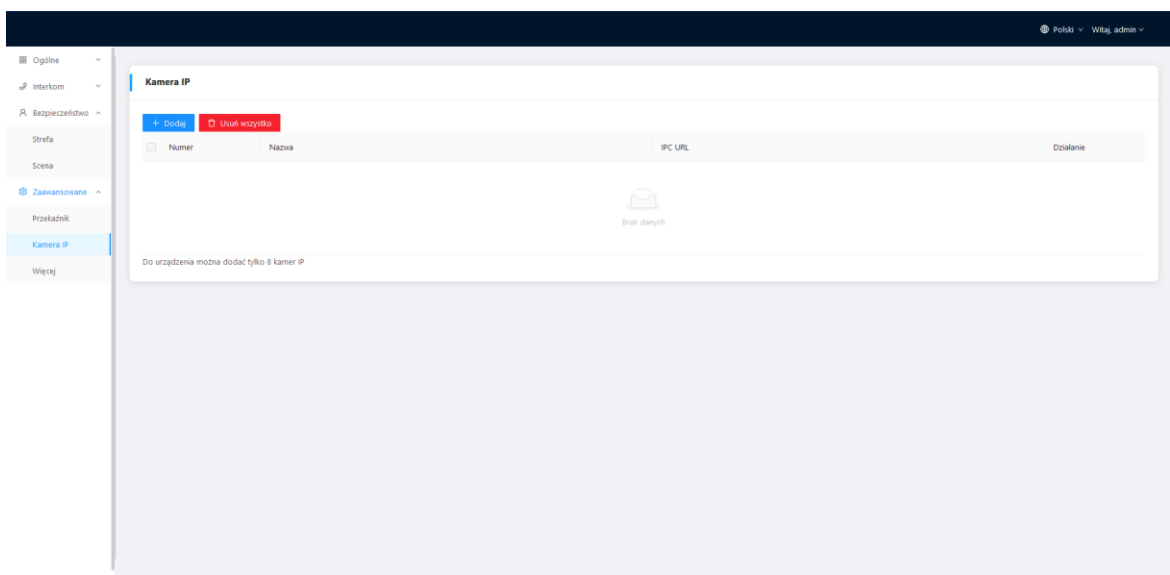 Polski Witaj, admin
Ogólne
Interkom
Bezpieczeństwo
Strefa
Scena
Zaawansowane
Przekaźnik
Kamera IP
Więcej
Kamera IP
+ Dodaj Usuń wszystko
Numer Nazwa IPC URL Działanie
Brak danych
Do urządzenia można dodać tylko 8 kamer IP